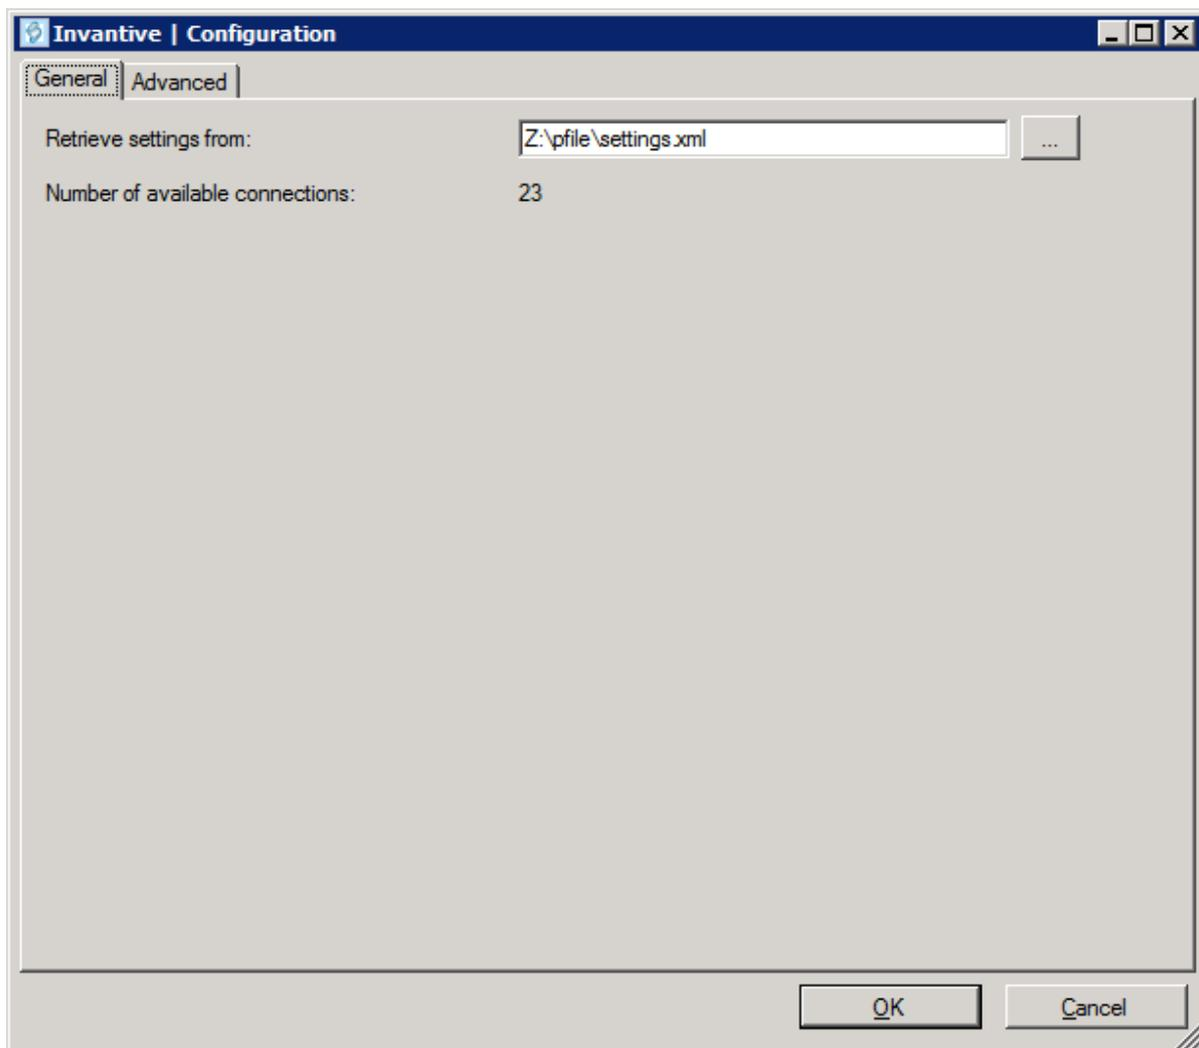 Invantive | Configuration
General Advanced
Retrieve settings from: Z:\pfile\settings.xml ...
Number of available connections: 23
OK Cancel